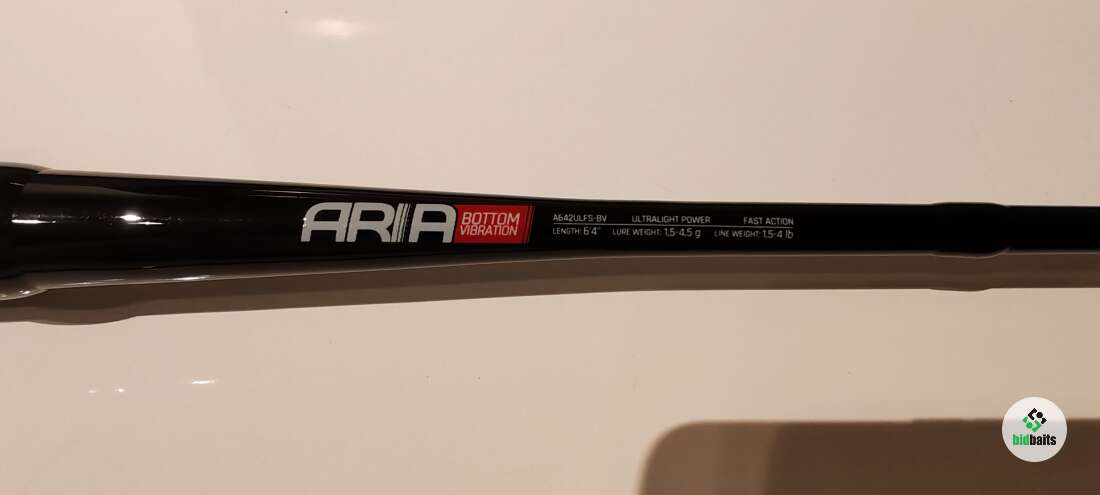 ARIA BOTTOM VIBRATION
A642ULFS-BV ULTRALIGHT POWER FAST ACTION
LENGTH: 6'4" LURE WEIGHT: 1,5-4,5 g LINE WEIGHT: 1,5-4 lb
bidbaits